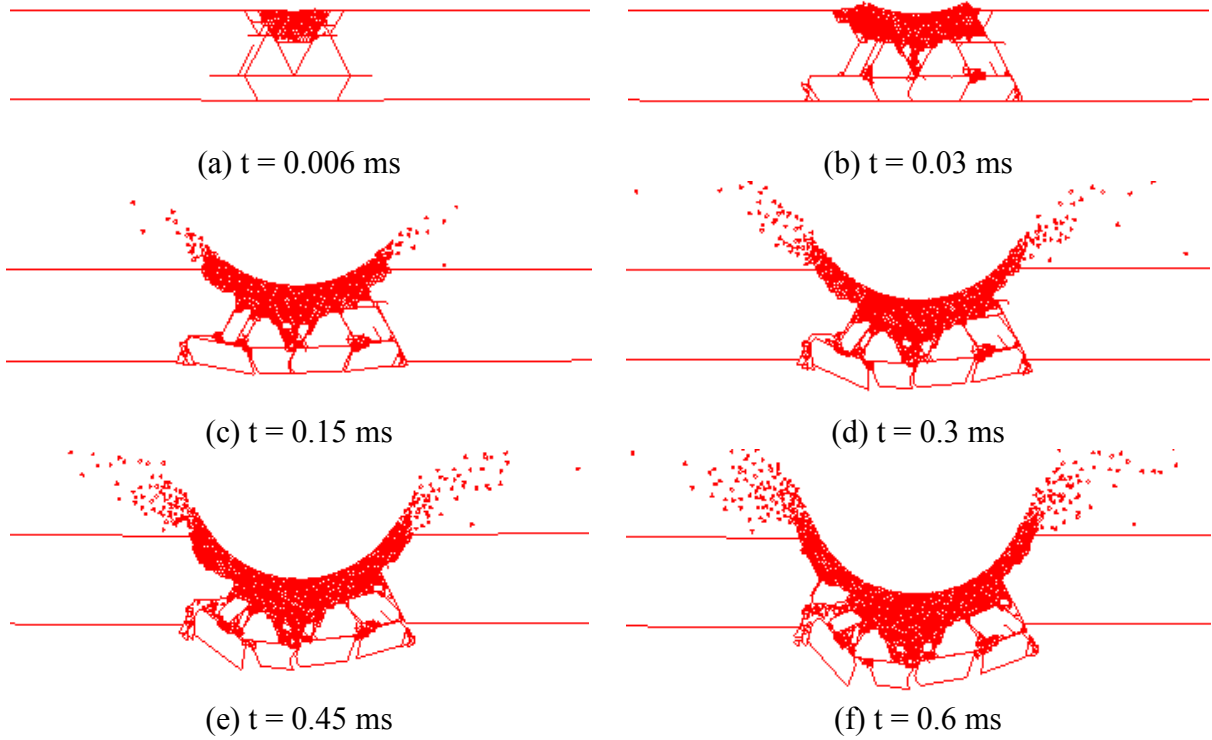 (a) t = 0.006 ms
(b) t = 0.03 ms
(c) t = 0.15 ms
(d) t = 0.3 ms
(e) t = 0.45 ms
(f) t = 0.6 ms